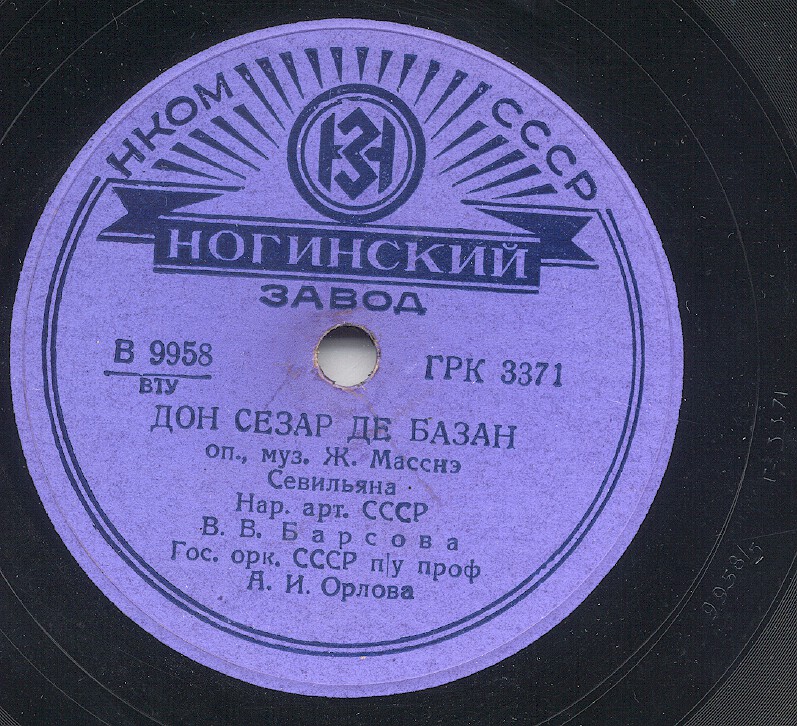 НКОМ СССР
НЗ
НОГИНСКИЙ
ЗАВОД
В 9958 ГРК 3371
ВТУ
ДОН СЕЗАР ДЕ БАЗАН
оп., муз. Ж. Масснэ
Севильяна
Нар. арт. СССР
В. В. Барсова
Гос. орк. СССР п/у проф
А. И. Орлова